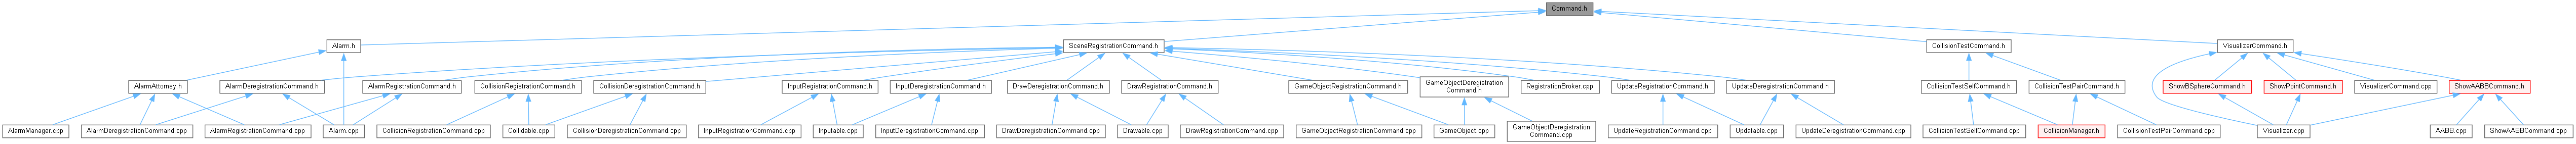 Command.h
Alarm.h
SceneRegistrationCommand.h
CollisionTestCommand.h
VisualizerCommand.h
AlarmAttorney.h
AlarmDeregistrationCommand.h
AlarmRegistrationCommand.h
CollisionRegistrationCommand.h
CollisionDeregistrationCommand.h
InputRegistrationCommand.h
InputDeregistrationCommand.h
DrawDeregistrationCommand.h
DrawRegistrationCommand.h
GameObjectRegistrationCommand.h
GameObjectDeregistration
Command.h
RegistrationBroker.cpp
UpdateRegistrationCommand.h
UpdateDeregistrationCommand.h
CollisionTestSelfCommand.h
CollisionTestPairCommand.h
ShowBSphereCommand.h
ShowPointCommand.h
VisualizerCommand.cpp
ShowAABBCommand.h
AlarmManager.cpp
AlarmDeregistrationCommand.cpp
AlarmRegistrationCommand.cpp
Alarm.cpp
CollisionRegistrationCommand.cpp
Collidable.cpp
CollisionDeregistrationCommand.cpp
InputRegistrationCommand.cpp
Inputable.cpp
InputDeregistrationCommand.cpp
DrawDeregistrationCommand.cpp
Drawable.cpp
DrawRegistrationCommand.cpp
GameObjectRegistrationCommand.cpp
GameObject.cpp
GameObjectDeregistration
Command.cpp
UpdateRegistrationCommand.cpp
Updatable.cpp
UpdateDeregistrationCommand.cpp
CollisionTestSelfCommand.cpp
CollisionManager.h
CollisionTestPairCommand.cpp
Visualizer.cpp
AABB.cpp
ShowAABBCommand.cpp